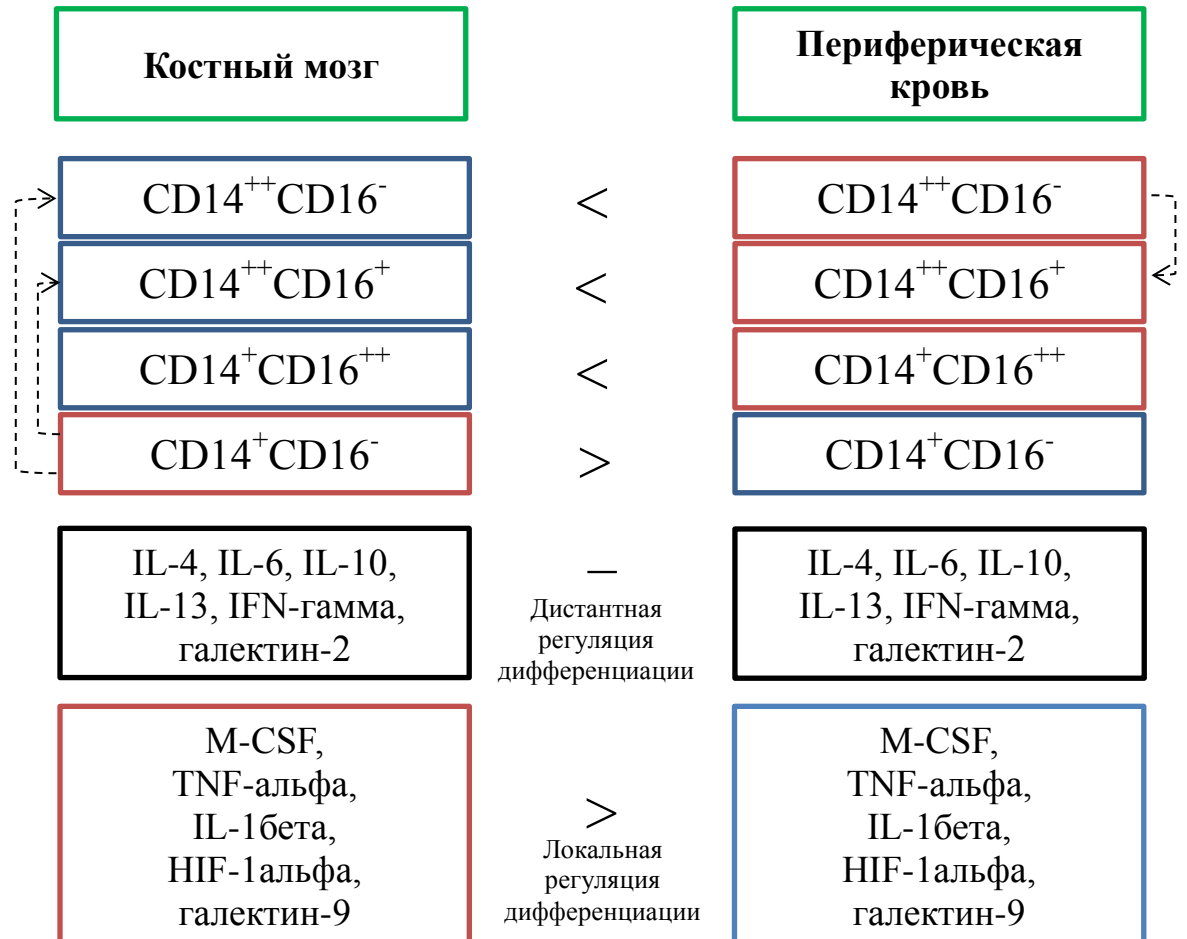 Костный мозг
Периферическая
кровь
CD14⁺⁺CD16⁻ < CD14⁺⁺CD16⁻
CD14⁺⁺CD16⁺ < CD14⁺⁺CD16⁺
CD14⁺CD16⁺⁺ < CD14⁺CD16⁺⁺
CD14⁺CD16⁻ > CD14⁺CD16⁻
IL-4, IL-6, IL-10,
IL-13, IFN-гамма,
галектин-2
–
Дистантная
регуляция
дифференциации
IL-4, IL-6, IL-10,
IL-13, IFN-гамма,
галектин-2
M-CSF,
TNF-альфа,
IL-1бета,
HIF-1альфа,
галектин-9
>
Локальная
регуляция
дифференциации
M-CSF,
TNF-альфа,
IL-1бета,
HIF-1альфа,
галектин-9